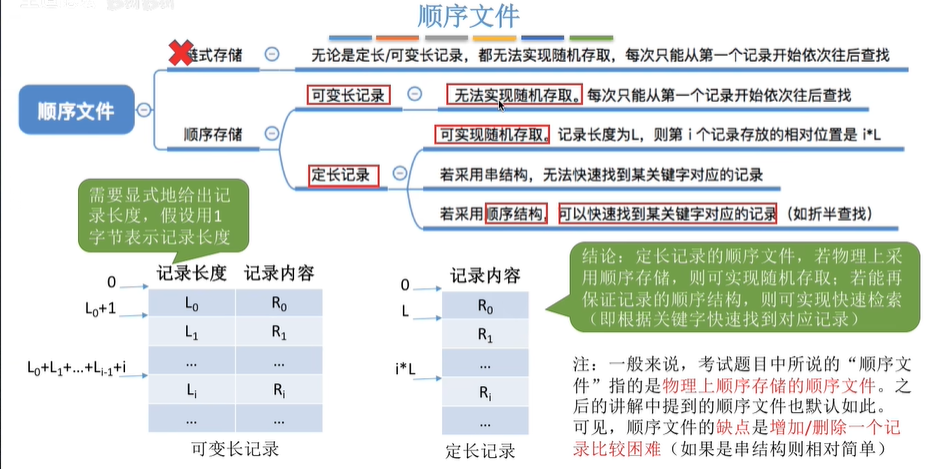 顺序文件
链式存储
无论是定长/可变长记录，都无法实现随机存取，每次只能从第一个记录开始依次往后查找
顺序文件
顺序存储
可变长记录
无法实现随机存取。每次只能从第一个记录开始依次往后查找
定长记录
可实现随机存取。记录长度为L，则第 i 个记录存放的相对位置是 i*L
若采用串结构，无法快速找到某关键字对应的记录
若采用顺序结构，可以快速找到某关键字对应的记录（如折半查找）
需要显式地给出记
录长度，假设用1
字节表示记录长度
记录长度 记录内容
0
L₀ R₀
L₀+1
L₁ R₁
... ...
L₀+L₁+...+Lᵢ₋₁+i
Lᵢ Rᵢ
... ...
可变长记录
记录内容
0
R₀
L
R₁
...
i*L
Rᵢ
...
定长记录
结论：定长记录的顺序文件，若物理上采
用顺序存储，则可实现随机存取；若能再
保证记录的顺序结构，则可实现快速检索
（即根据关键字快速找到对应记录）
注：一般来说，考试题目中所说的“顺序文
件”指的是物理上顺序存储的顺序文件。之
后的讲解中提到的顺序文件也默认如此。
可见，顺序文件的缺点是增加/删除一个记
录比较困难（如果是串结构则相对简单）